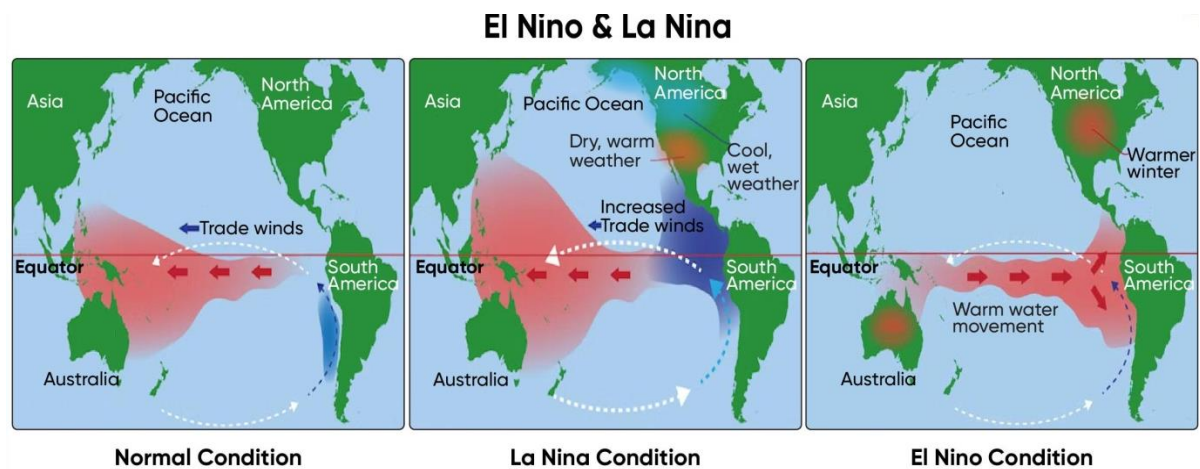 El Nino & La Nina
Asia
Pacific
Ocean
North
America
Trade winds
Equator
South
America
Australia
Normal Condition
Asia
Pacific Ocean
North
America
Dry, warm
weather
Cool,
wet
weather
Increased
Trade winds
Equator
South
America
Australia
La Nina Condition
Asia
Pacific
Ocean
North
America
Warmer
winter
Equator
South
America
Warm water
movement
Australia
El Nino Condition